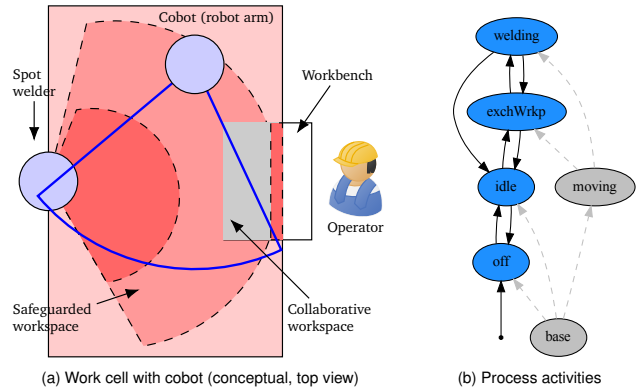 Cobot (robot arm)
Spot
welder
Workbench
Operator
Safeguarded
workspace
Collaborative
workspace
(a) Work cell with cobot (conceptual, top view)
welding
exchWrkp
idle
moving
off
base
(b) Process activities